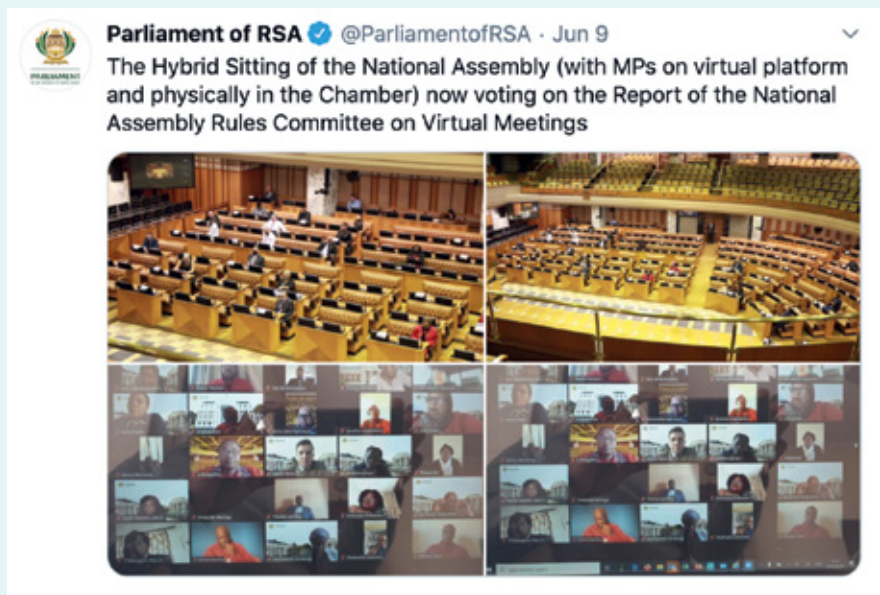 Parliament of RSA @ParliamentofRSA · Jun 9
The Hybrid Sitting of the National Assembly (with MPs on virtual platform
and physically in the Chamber) now voting on the Report of the National
Assembly Rules Committee on Virtual Meetings
PARLIAMENT